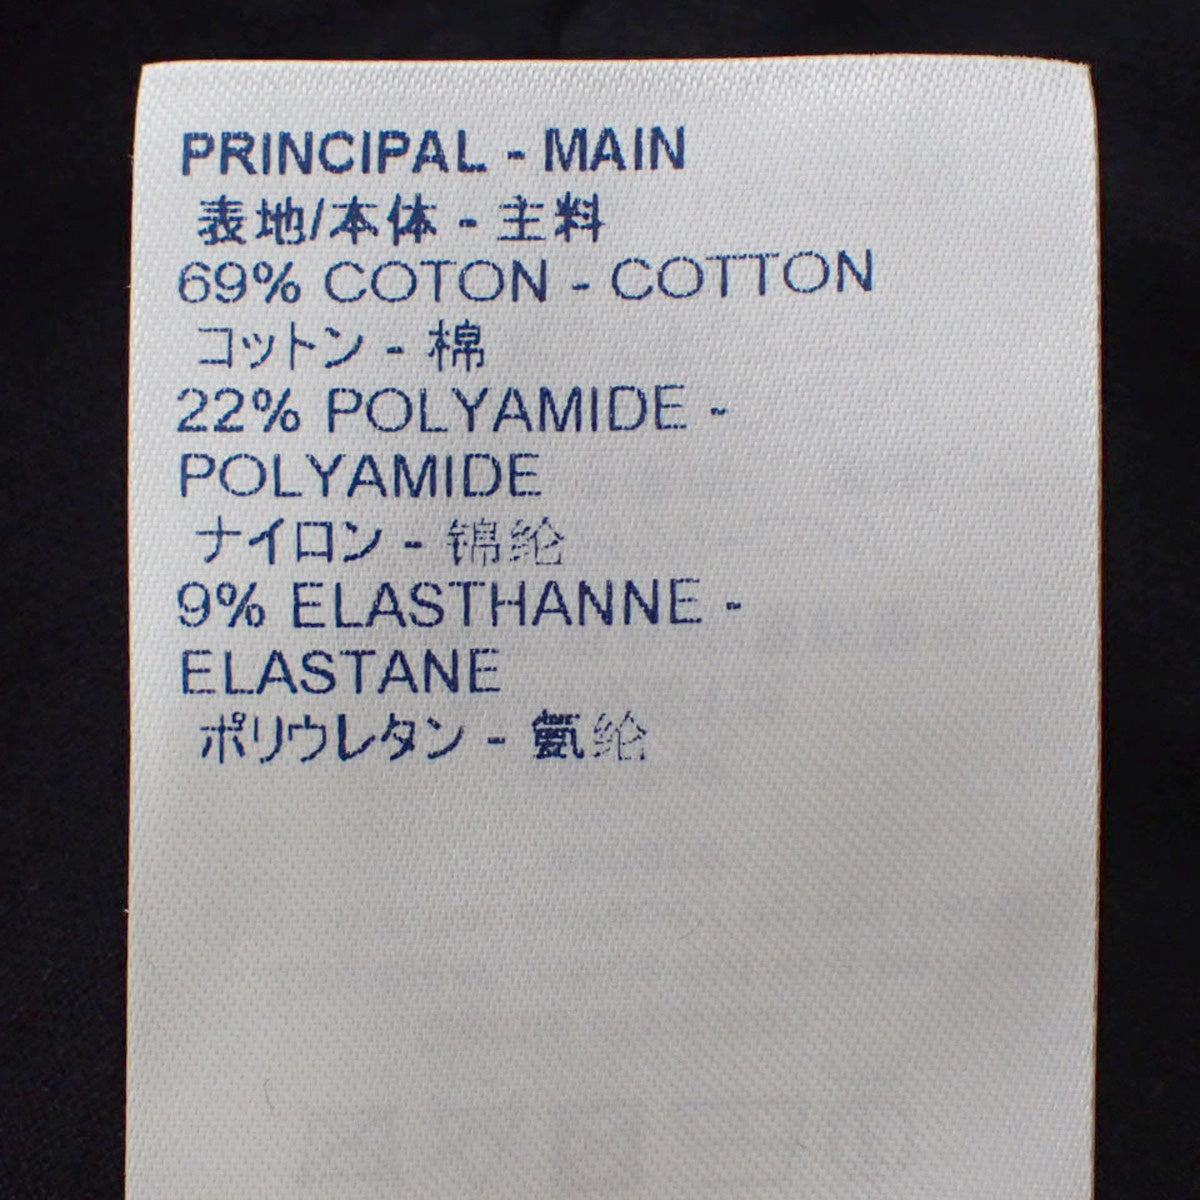 PRINCIPAL - MAIN
表地/本体 - 主料
69% COTON - COTTON
コットン - 棉
22% POLYAMIDE -
POLYAMIDE
ナイロン - 锦纶
9% ELASTHANNE -
ELASTANE
ポリウレタン - 氨纶